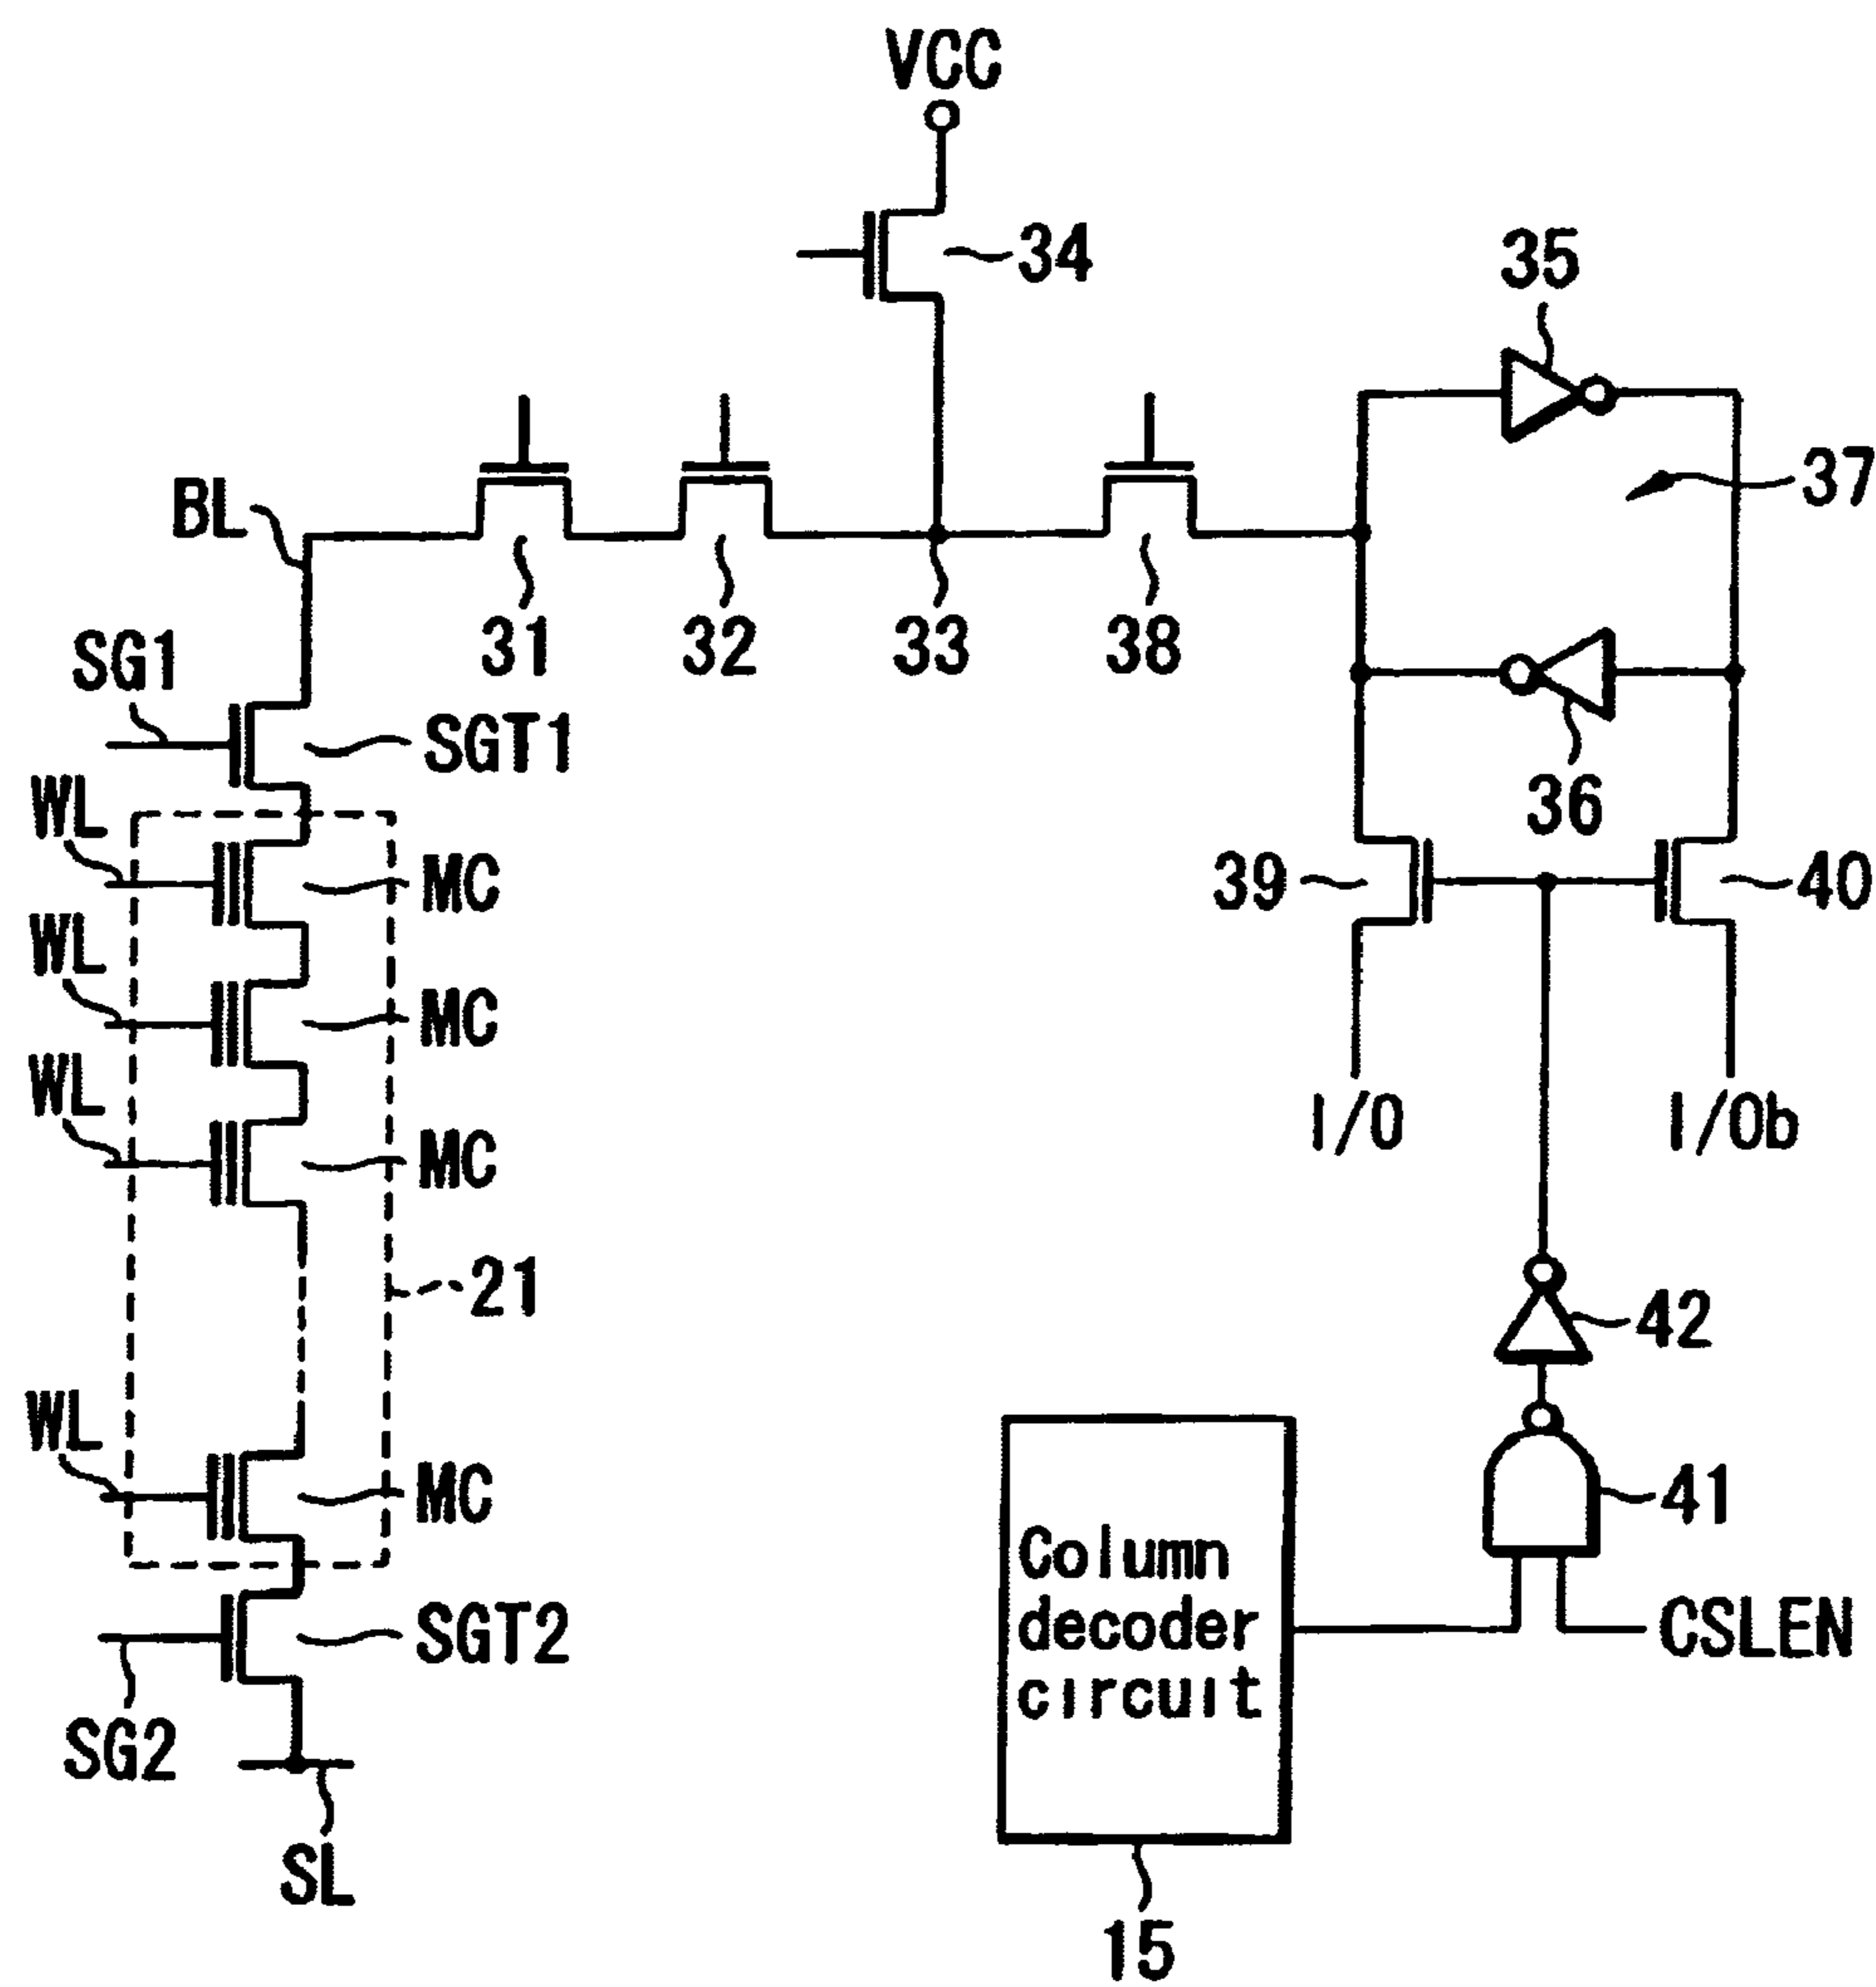 VCC
34
35
37
BL
31
32
33
38
SG1
SGT1
36
WL
MC
39
40
WL
MC
WL
MC
I/O
I/Ob
21
42
WL
MC
41
Column
decoder
circuit
SGT2
CSLEN
SG2
SL
15